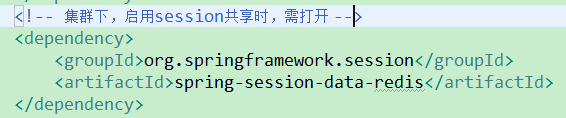 <!-- 集群下，启用session共享时，需打开 -->
<dependency>
    <groupId>org.springframework.session</groupId>
    <artifactId>spring-session-data-redis</artifactId>
</dependency>